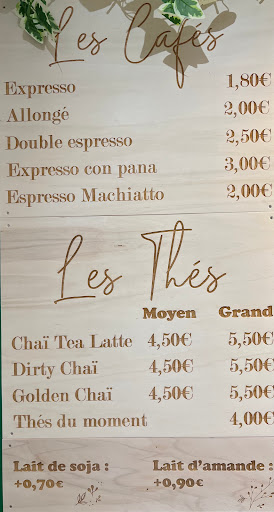 Les Cafés
Expresso 1,80€
Allongé 2,00€
Double espresso 2,50€
Expresso con pana 3,00€
Espresso Machiatto 2,00€
Les Thés
Moyen Grand
Chaï Tea Latte 4,50€ 5,50€
Dirty Chaï 4,50€ 5,50€
Golden Chaï 4,50€ 5,50€
Thés du moment 4,00€
Lait de soja : Lait d'amande :
+0,70€ +0,90€